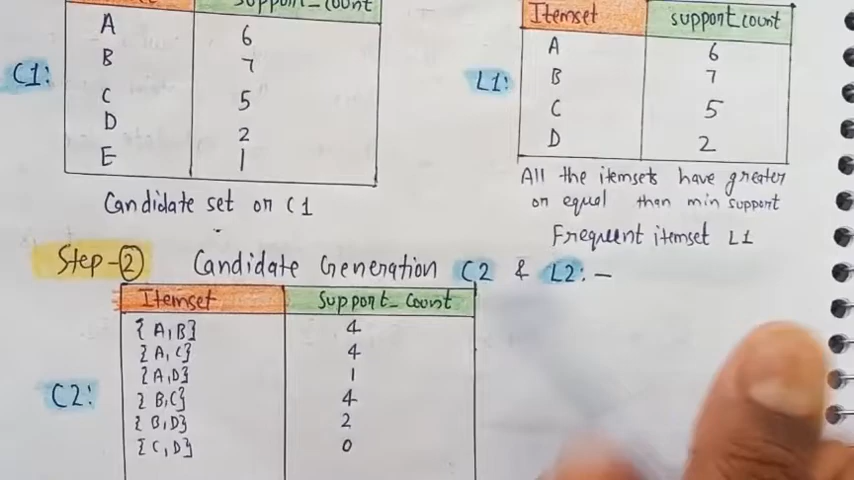 support_count
A 6
B 7
C1: C 5
D 2
E 1
Candidate set or C1
Itemset support_count
A 6
B 7
L1: C 5
D 2
All the itemsets have greater
or equal than min support
Frequent itemset L1
Step-2 Candidate Generation C2 & L2: –
Itemset Support_Count
{A,B} 4
{A,C} 4
{A,D} 1
C2: {B,C} 4
{B,D} 2
{C,D} 0